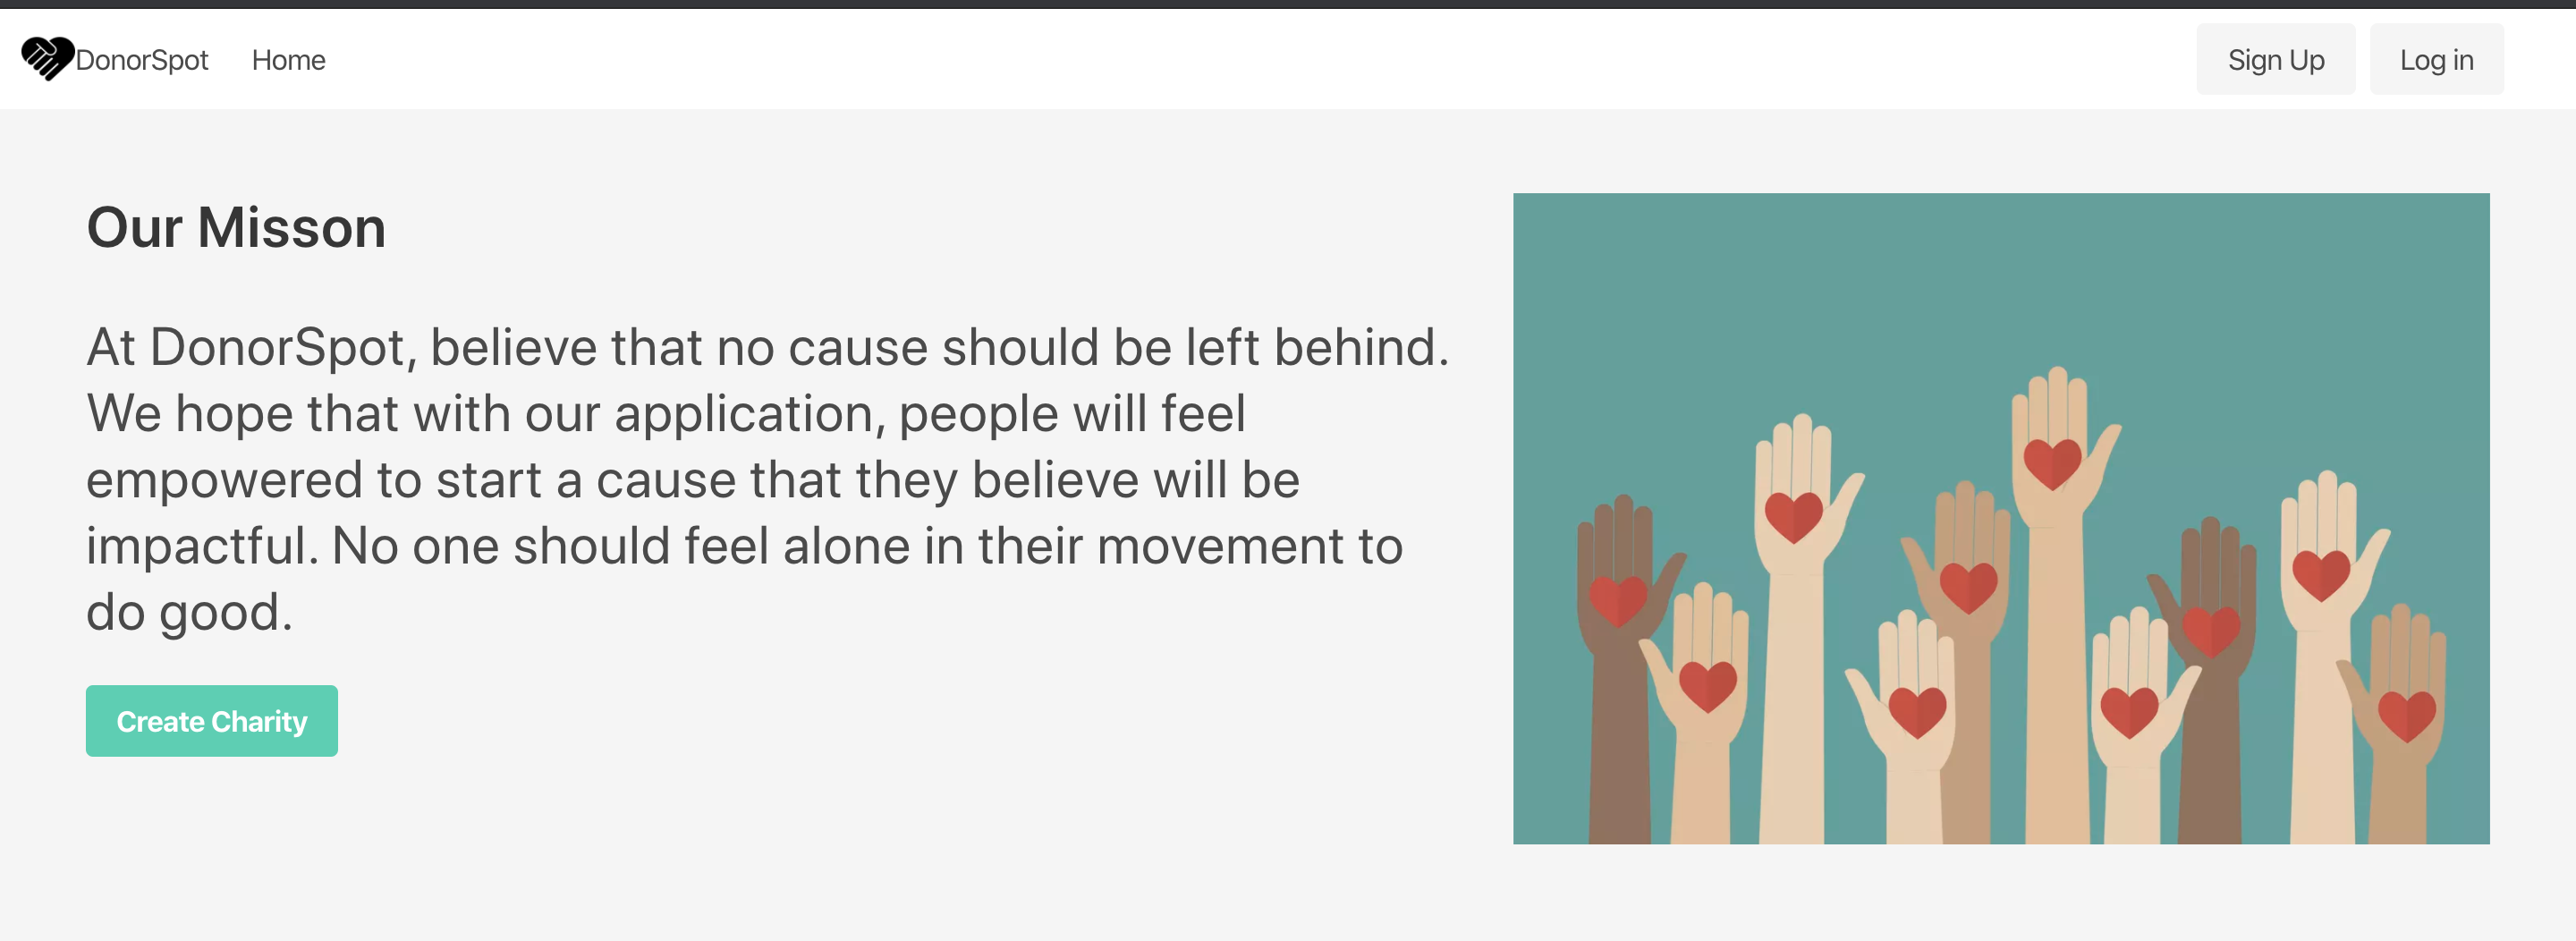 DonorSpot Home Sign Up Log in
Our Misson
At DonorSpot, believe that no cause should be left behind.
We hope that with our application, people will feel
empowered to start a cause that they believe will be
impactful. No one should feel alone in their movement to
do good.
Create Charity